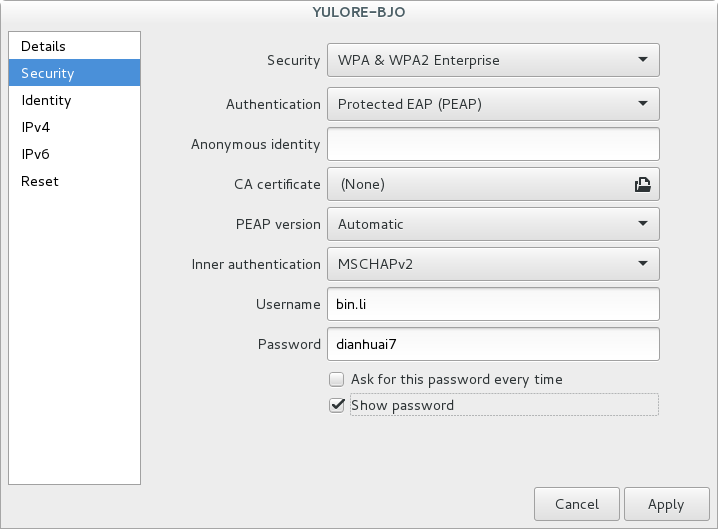 YULORE-BJO
Details
Security
Identity
IPv4
IPv6
Reset
Security WPA & WPA2 Enterprise
Authentication Protected EAP (PEAP)
Anonymous identity
CA certificate (None)
PEAP version Automatic
Inner authentication MSCHAPv2
Username bin.li
Password dianhuai7
Ask for this password every time
Show password
Cancel Apply